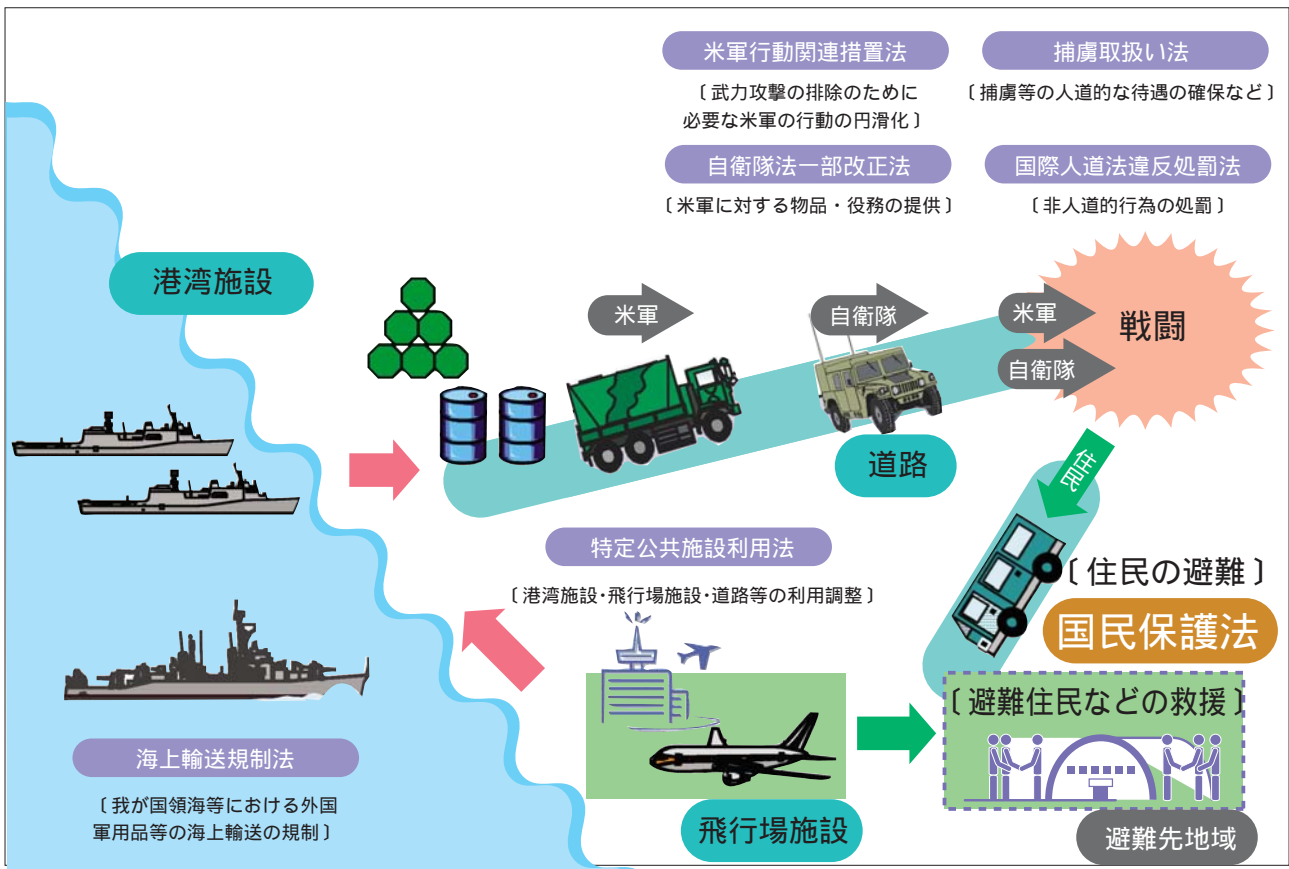 米軍行動関連措置法
〔 武力攻撃の排除のために
必要な米軍の行動の円滑化 〕
捕虜取扱い法
〔 捕虜等の人道的な待遇の確保など 〕
自衛隊法一部改正法
〔 米軍に対する物品・役務の提供 〕
国際人道法違反処罰法
〔 非人道的行為の処罰 〕
港湾施設
米軍
自衛隊
米軍
自衛隊
戦闘
道路
住民
特定公共施設利用法
〔 港湾施設・飛行場施設・道路等の利用調整 〕
〔 住民の避難 〕
国民保護法
〔 避難住民などの救援 〕
海上輸送規制法
〔 我が国領海等における外国
軍用品等の海上輸送の規制 〕
飛行場施設
避難先地域